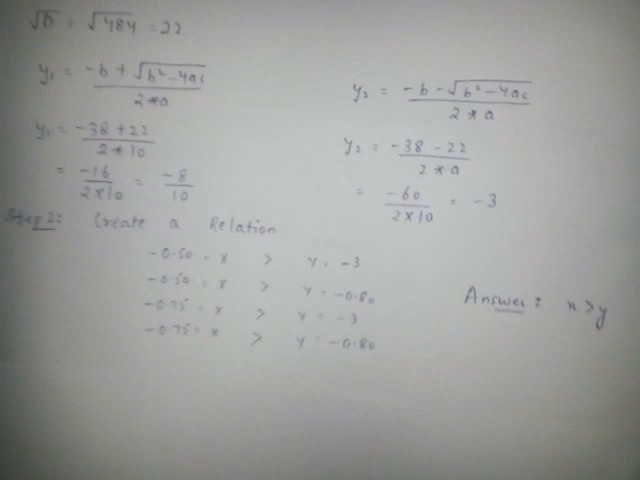 √D = √484 = 22
y₁ = (-b + √(b² - 4ac)) / (2*a)
y₁ = (-38 + 22) / (2*10)
= -16 / (2×10) = -8/10
y₂ = (-b - √(b² - 4ac)) / (2*a)
y₂ = (-38 - 22) / (2*a)
= -60 / (2×10) = -3
Step 2: Create a Relation
-0.50 = x > y = -3
-0.50 = x > y = -0.80
-0.75 = x > y = -3
-0.75 = x > y = -0.80
Answer: x > y